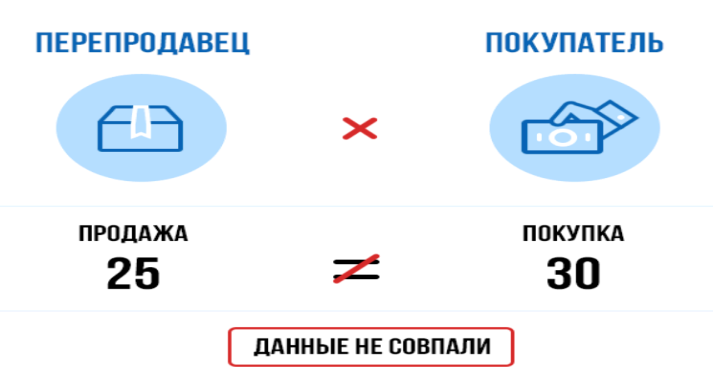 ПЕРЕПРОДАВЕЦ ПОКУПАТЕЛЬ
ПРОДАЖА ПОКУПКА
25 ≠ 30
ДАННЫЕ НЕ СОВПАЛИ